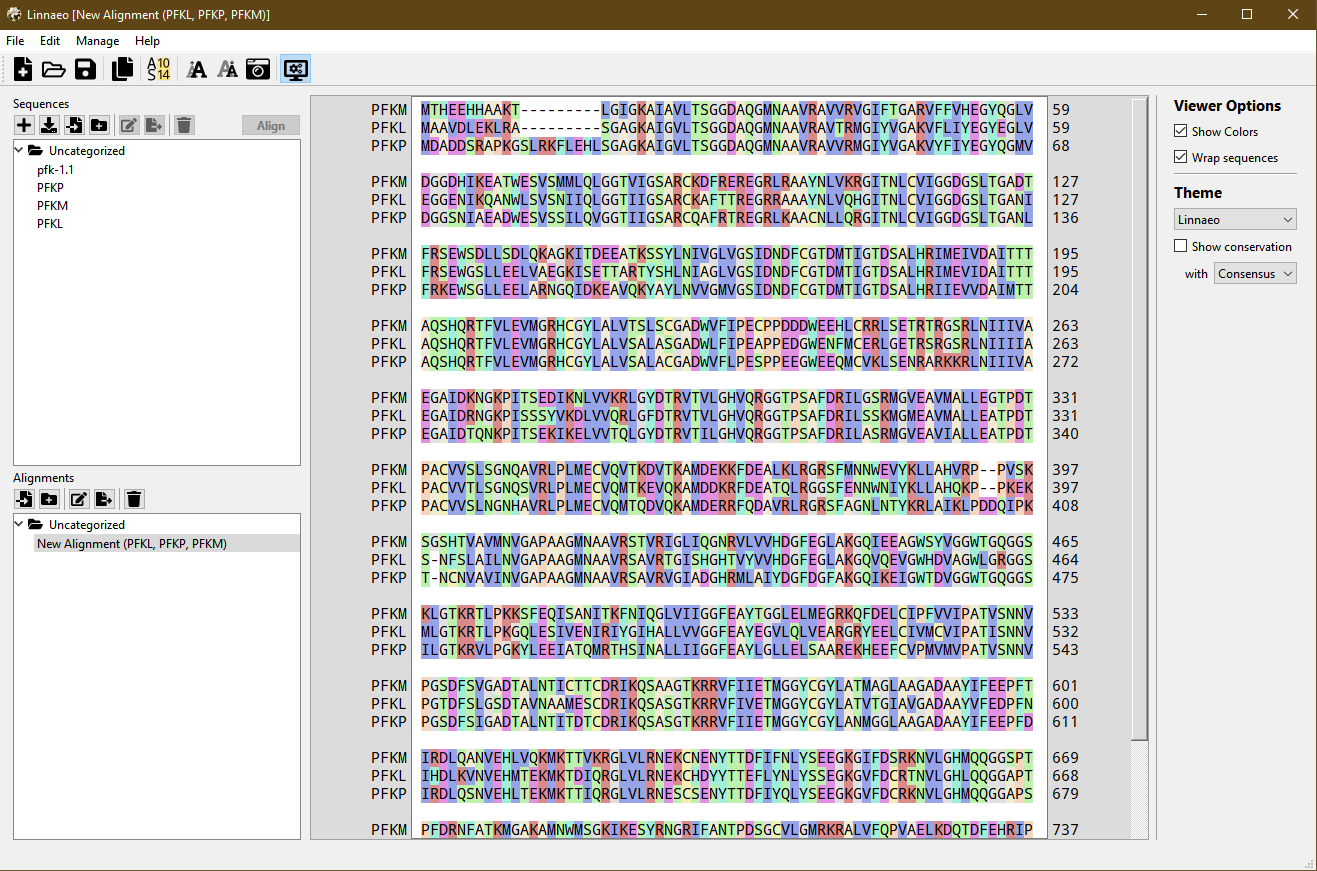 Linnaeo [New Alignment (PFKL, PFKP, PFKM)]
File Edit Manage Help
A 10
S 14
Sequences
Align
Uncategorized
pfk-1.1
PFKP
PFKM
PFKL
Alignments
Uncategorized
New Alignment (PFKL, PFKP, PFKM)
PFKM MTHEEHHAAKT---------LGIGKAIAVLTSGGDAQGMNAAVRAVVRVGIFTGARVFFVHEGYQGLV 59
PFKL MAAVDLEKLRA---------SGAGKAIGVLTSGGDAQGMNAAVRAVTRMGIYVGAKVFLIYEGYEGLV 59
PFKP MDADDSRAPKGSLRKFLEHLSGAGKAIGVLTSGGDAQGMNAAVRAVVRMGIYVGAKVYFIYEGYQGMV 68
PFKM DGGDHIKEATWESVSMMLQLGGTVIGSARCKDFREREGRLRAAYNLVKRGITNLCVIGGDGSLTGADT 127
PFKL EGGENIKQANWLSVSNIIQLGGTIIGSARCKAFTTREGRRAAAYNLVQHGITNLCVIGGDGSLTGANI 127
PFKP DGGSNIAEADWESVSSILQVGGTIIGSARCQAFRTREGRLKAACNLLQRGITNLCVIGGDGSLTGANL 136
PFKM FRSEWSDLLSDLQKAGKITDEEATKSSYLNIVGLVGSIDNDFCGTDMTIGTDSALHRIMEIVDAITTT 195
PFKL FRSEWGSLLEELVAEGKISETTARTYSHLNIAGLVGSIDNDFCGTDMTIGTDSALHRIMEVIDAITTT 195
PFKP FRKEWSGLLEELARNGQIDKEAVQKYAYLNVVGMVGSIDNDFCGTDMTIGTDSALHRIIEVVDAIMTT 204
PFKM AQSHQRTFVLEVMGRHCGYLALVTSLSCGADWVFIPECPPDDDWEEHLCRRLSETRTRGSRLNIIIVA 263
PFKL AQSHQRTFVLEVMGRHCGYLALVSALASGADWLFIPEAPPEDGWENFMCERLGETRSRGSRLNIIIIA 263
PFKP AQSHQRTFVLEVMGRHCGYLALVSALACGADWVFLPESPPEEGWEEQMCVKLSENRARKKRLNIIIVA 272
PFKM EGAIDKNGKPITSEDIKNLVVKRLGYDTRVTVLGHVQRGGTPSAFDRILGSRMGVEAVMALLEGTPDT 331
PFKL EGAIDRNGKPISSSYVKDLVVQRLGFDTRVTVLGHVQRGGTPSAFDRILSSKMGMEAVMALLEATPDT 331
PFKP EGAIDTQNKPITSEKIKELVVTQLGYDTRVTILGHVQRGGTPSAFDRILASRMGVEAVIALLEATPDT 340
PFKM PACVVSLSGNQAVRLPLMECVQVTKDVTKAMDEKKFDEALKLRGRSFMNNWEVYKLLAHVRP--PVSK 397
PFKL PACVVTLSGNQSVRLPLMECVQMTKEVQKAMDDKRFDEATQLRGGSFENNWNIYKLLAHQKP--PKEK 397
PFKP PACVVSLNGNHAVRLPLMECVQMTQDVQKAMDERRFQDAVRLRGRSFAGNLNTYKRLAIKLPDDQIPK 408
PFKM SGSHTVAVMNVGAPAAGMNAAVRSTVRIGLIQGNRVLVVHDGFEGLAKGQIEEAGWSYVGGWTGQGGS 465
PFKL S-NFSLAILNVGAPAAGMNAAVRSAVRTGISHGHTVYVVHDGFEGLAKGQVQEVGWHDVAGWLGRGGS 464
PFKP T-NCNVAVINVGAPAAGMNAAVRSAVRVGIADGHRMLAIYDGFDGFAKGQIKEIGWTDVGGWTGQGGS 475
PFKM KLGTKRTLPKKSFEQISANITKFNIQGLVIIGGFEAYTGGLELMEGRKQFDELCIPFVVIPATVSNNV 533
PFKL MLGTKRTLPKGQLESIVENIRIYGIHALLVVGGFEAYEGVLQLVEARGRYEELCIVMCVIPATISNNV 532
PFKP ILGTKRVLPGKYLEEIATQMRTHSINALLIIGGFEAYLGLLELSAAREKHEEFCVPMVMVPATVSNNV 543
PFKM PGSDFSVGADTALNTICTTCDRIKQSAAGTKRRVFIIETMGGYCGYLATMAGLAAGADAAYIFEEPFT 601
PFKL PGTDFSLGSDTAVNAAMESCDRIKQSASGTKRRVFIVETMGGYCGYLATVTGIAVGADAAYVFEDPFN 600
PFKP PGSDFSIGADTALNTITDTCDRIKQSASGTKRRVFIIETMGGYCGYLANMGGLAAGADAAYIFEEPFD 611
PFKM IRDLQANVEHLVQKMKTTVKRGLVLRNEKCNENYTTDFIFNLYSEEGKGIFDSRKNVLGHMQQGGSPT 669
PFKL IHDLKVNVEHMTEKMKTDIQRGLVLRNEKCHDYYTTEFLYNLYSSEGKGVFDCRTNVLGHLQQGGAPT 668
PFKP IRDLQSNVEHLTEKMKTTIQRGLVLRNESCSENYTTDFIYQLYSEEGKGVFDCRKNVLGHMQQGGAPS 679
PFKM PFDRNFATKMGAKAMNWMSGKIKESYRNGRIFANTPDSGCVLGMRKRALVFQPVAELKDQTDFEHRIP 737
Viewer Options
Show Colors
Wrap sequences
Theme
Linnaeo
Show conservation
with Consensus